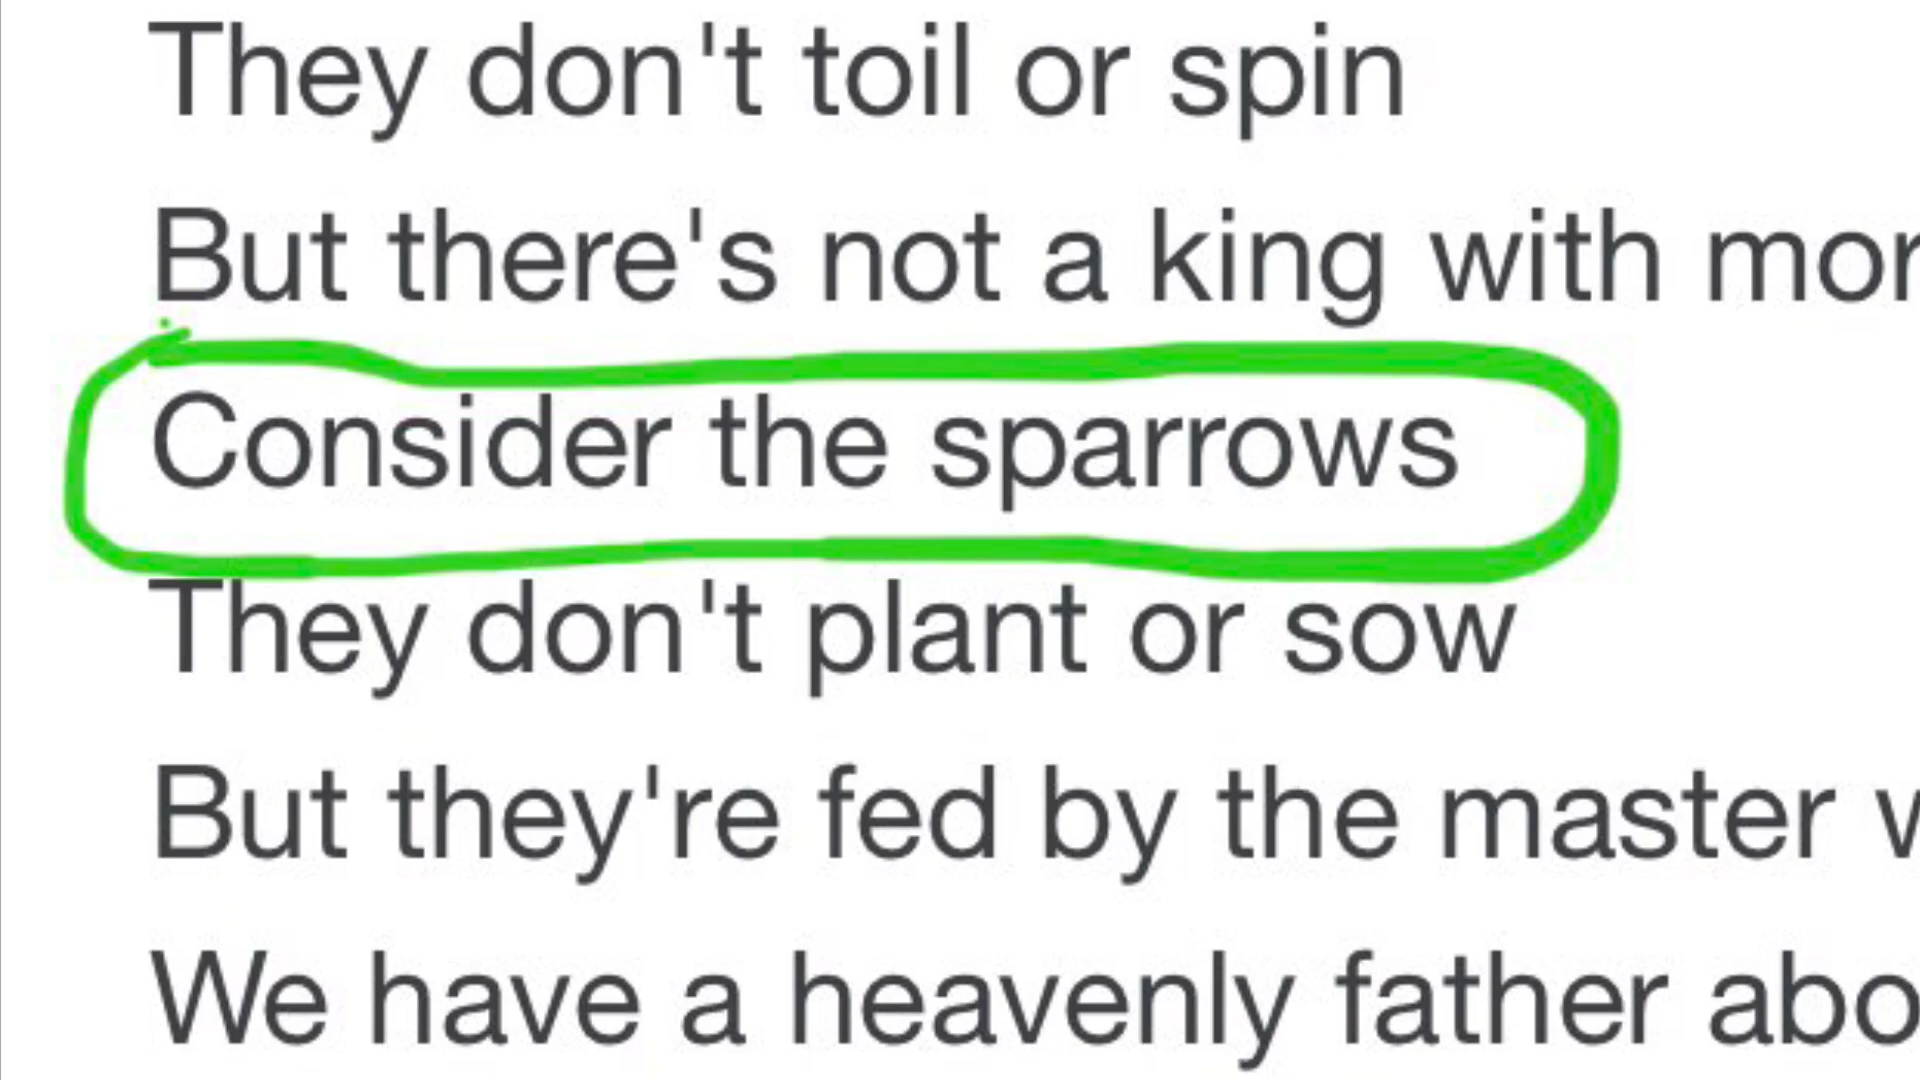 They don't toil or spin
But there's not a king with mor
Consider the sparrows
They don't plant or sow
But they're fed by the master
We have a heavenly father abo